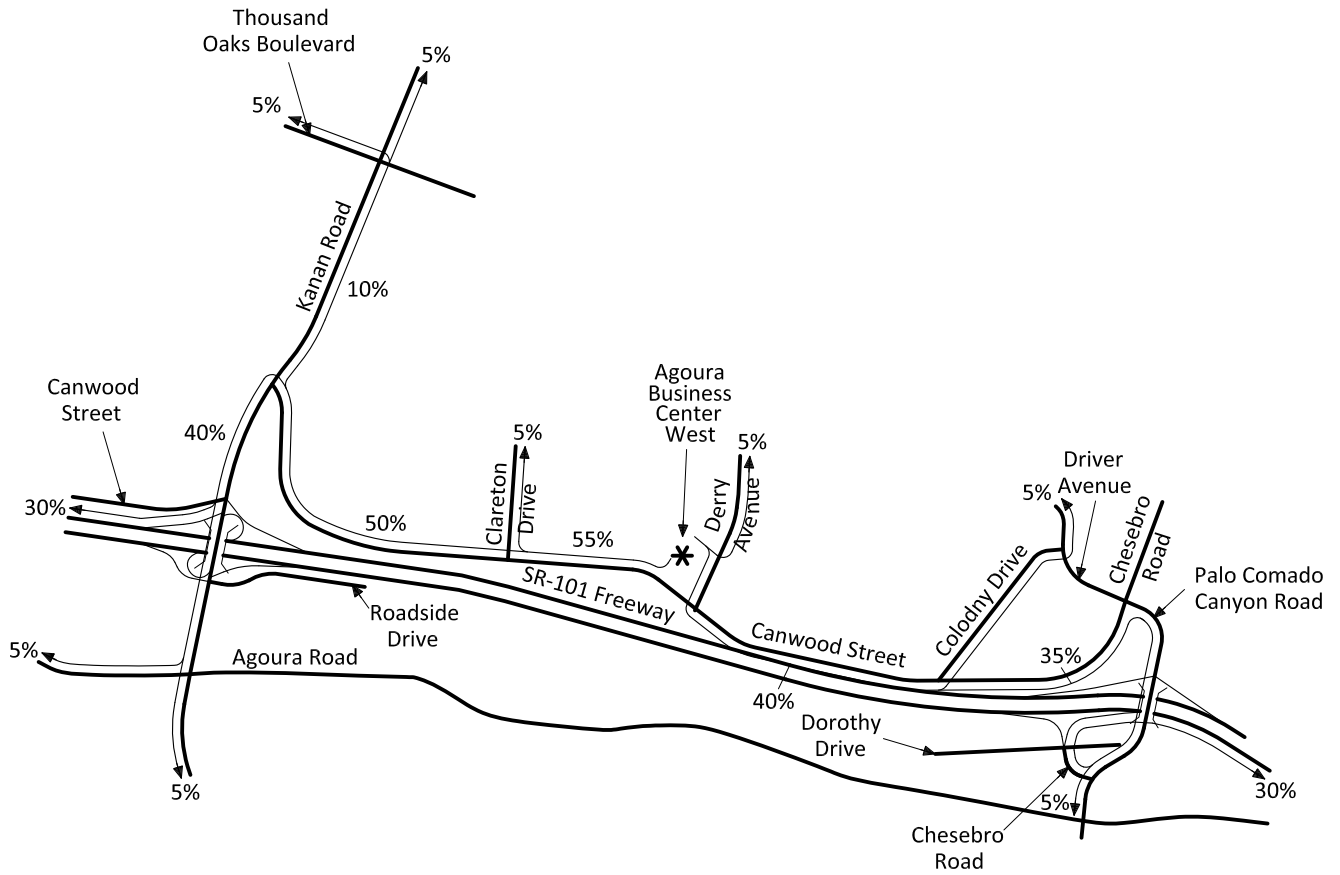 Thousand
Oaks Boulevard
5%
5%
Kanan Road
10%
Canwood
Street
40%
30%
50%
Clareton
Drive
5%
55%
Agoura
Business
Center
West
Derry
Avenue
5%
SR-101 Freeway
Roadside
Drive
Agoura Road
5%
5%
Canwood Street
40%
Colodny Drive
5%
Driver
Avenue
Chesebro
Road
Palo Comado
Canyon Road
35%
Dorothy
Drive
5%
Chesebro
Road
30%